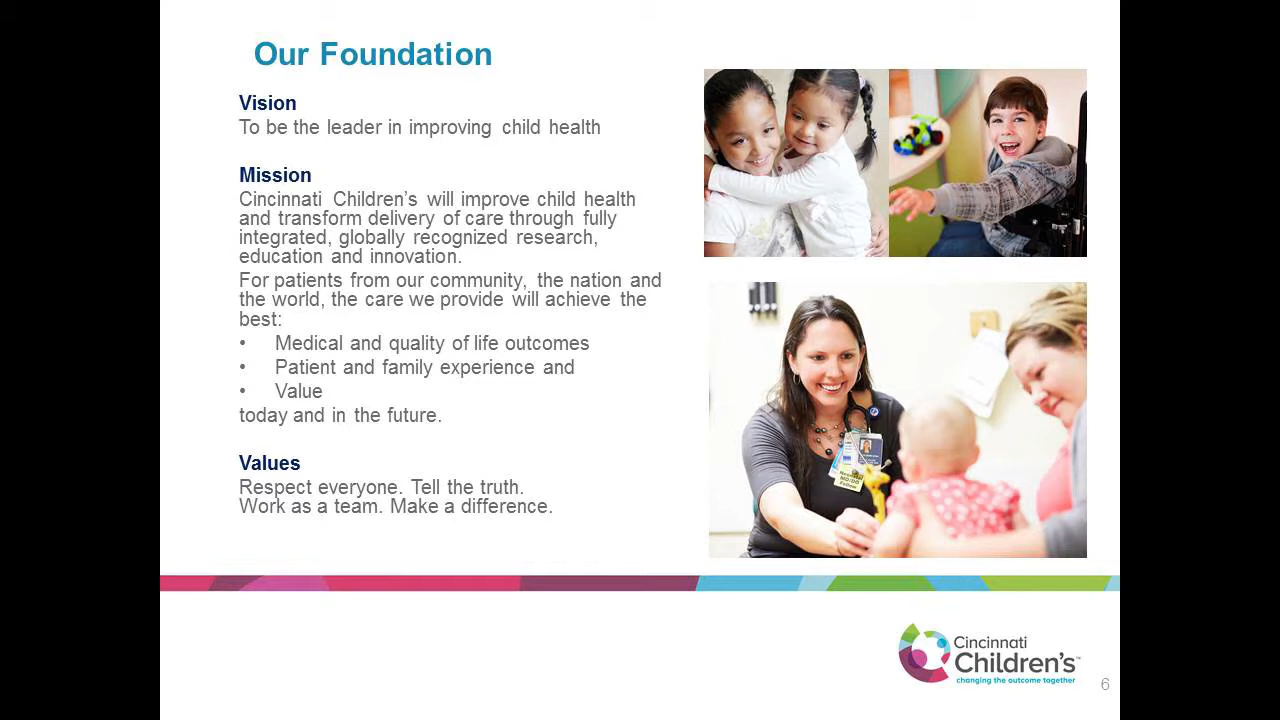 Our Foundation
Vision
To be the leader in improving child health
Mission
Cincinnati Children's will improve child health
and transform delivery of care through fully
integrated, globally recognized research,
education and innovation.
For patients from our community, the nation and
the world, the care we provide will achieve the
best:
• Medical and quality of life outcomes
• Patient and family experience and
• Value
today and in the future.
Values
Respect everyone. Tell the truth.
Work as a team. Make a difference.
MD/DO
Fellow
Cincinnati
Children's™
changing the outcome together
6